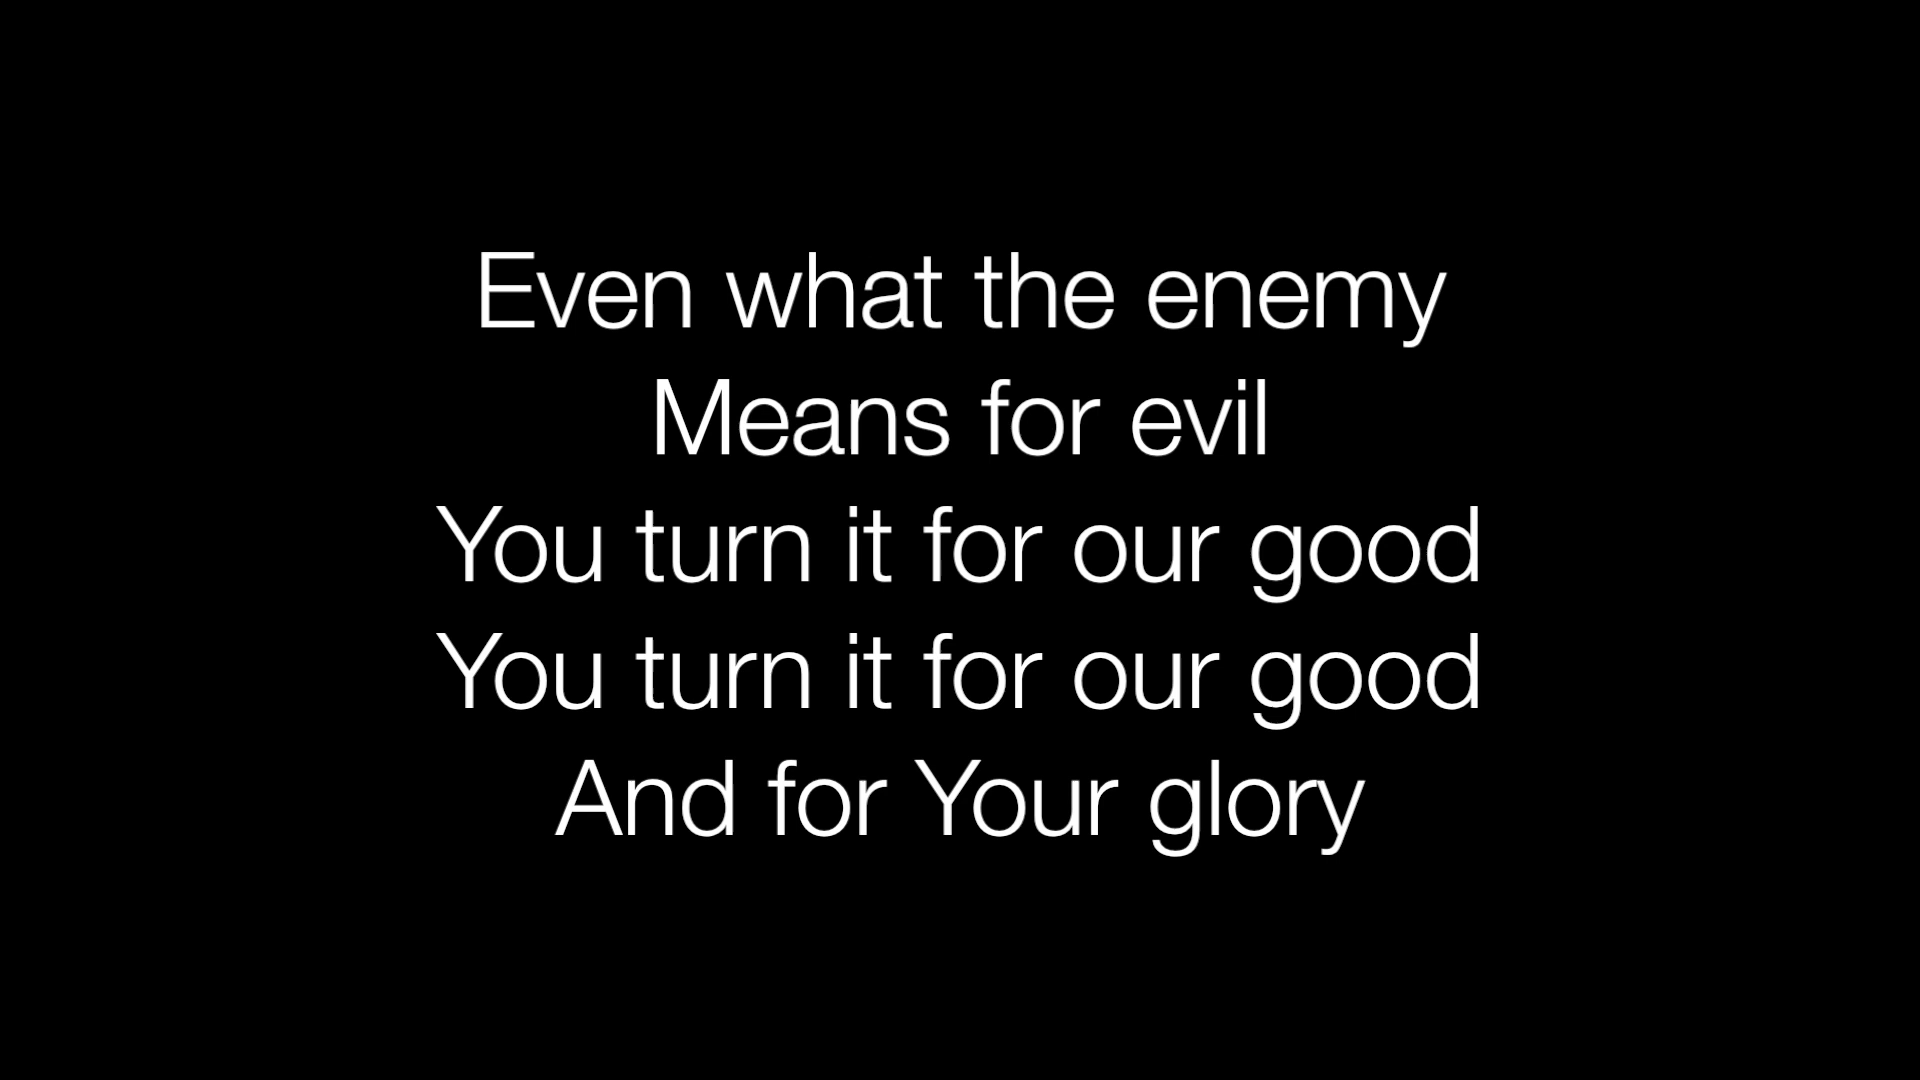 Even what the enemy
Means for evil
You turn it for our good
You turn it for our good
And for Your glory